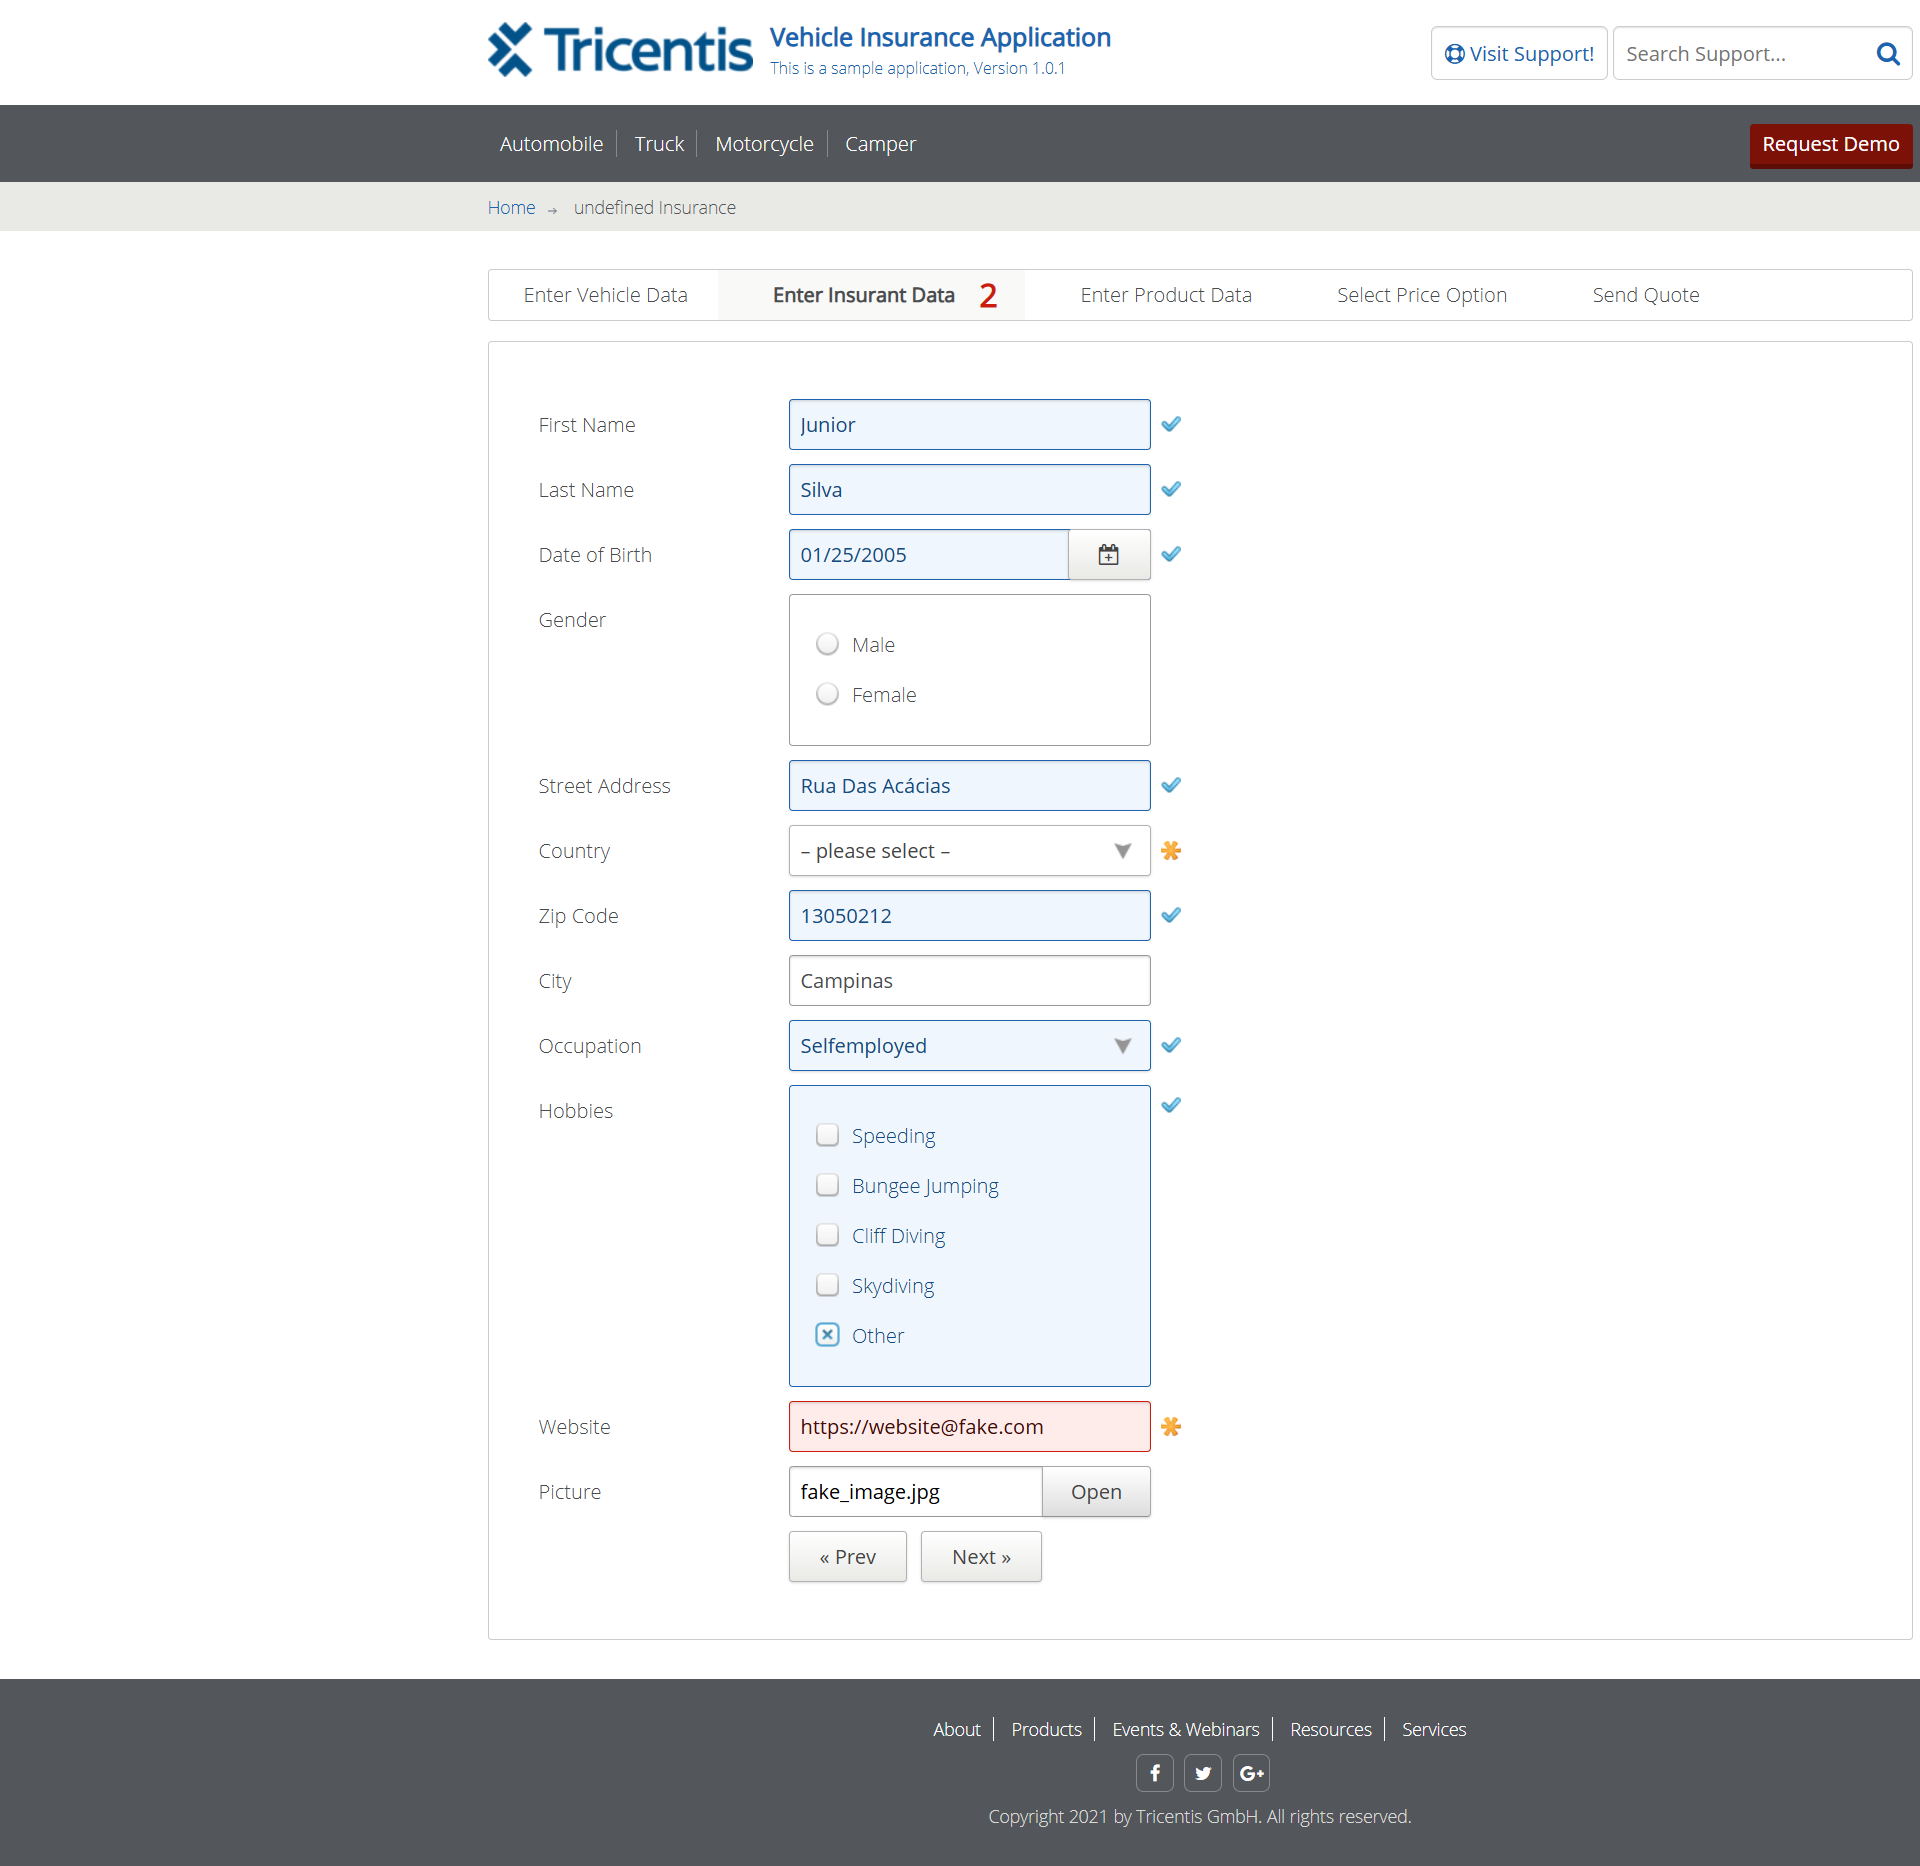 Tricentis
Vehicle Insurance Application
This is a sample application, Version 1.0.1
Visit Support!
Search Support...
Automobile
Truck
Motorcycle
Camper
Request Demo
Home → undefined Insurance
Enter Vehicle Data
Enter Insurant Data 2
Enter Product Data
Select Price Option
Send Quote
First Name
Junior
Last Name
Silva
Date of Birth
01/25/2005
Gender
Male
Female
Street Address
Rua Das Acácias
Country
– please select –
Zip Code
13050212
City
Campinas
Occupation
Selfemployed
Hobbies
Speeding
Bungee Jumping
Cliff Diving
Skydiving
Other
Website
https://website@fake.com
Picture
fake_image.jpg
Open
« Prev
Next »
About
Products
Events & Webinars
Resources
Services
f
G+
Copyright 2021 by Tricentis GmbH. All rights reserved.